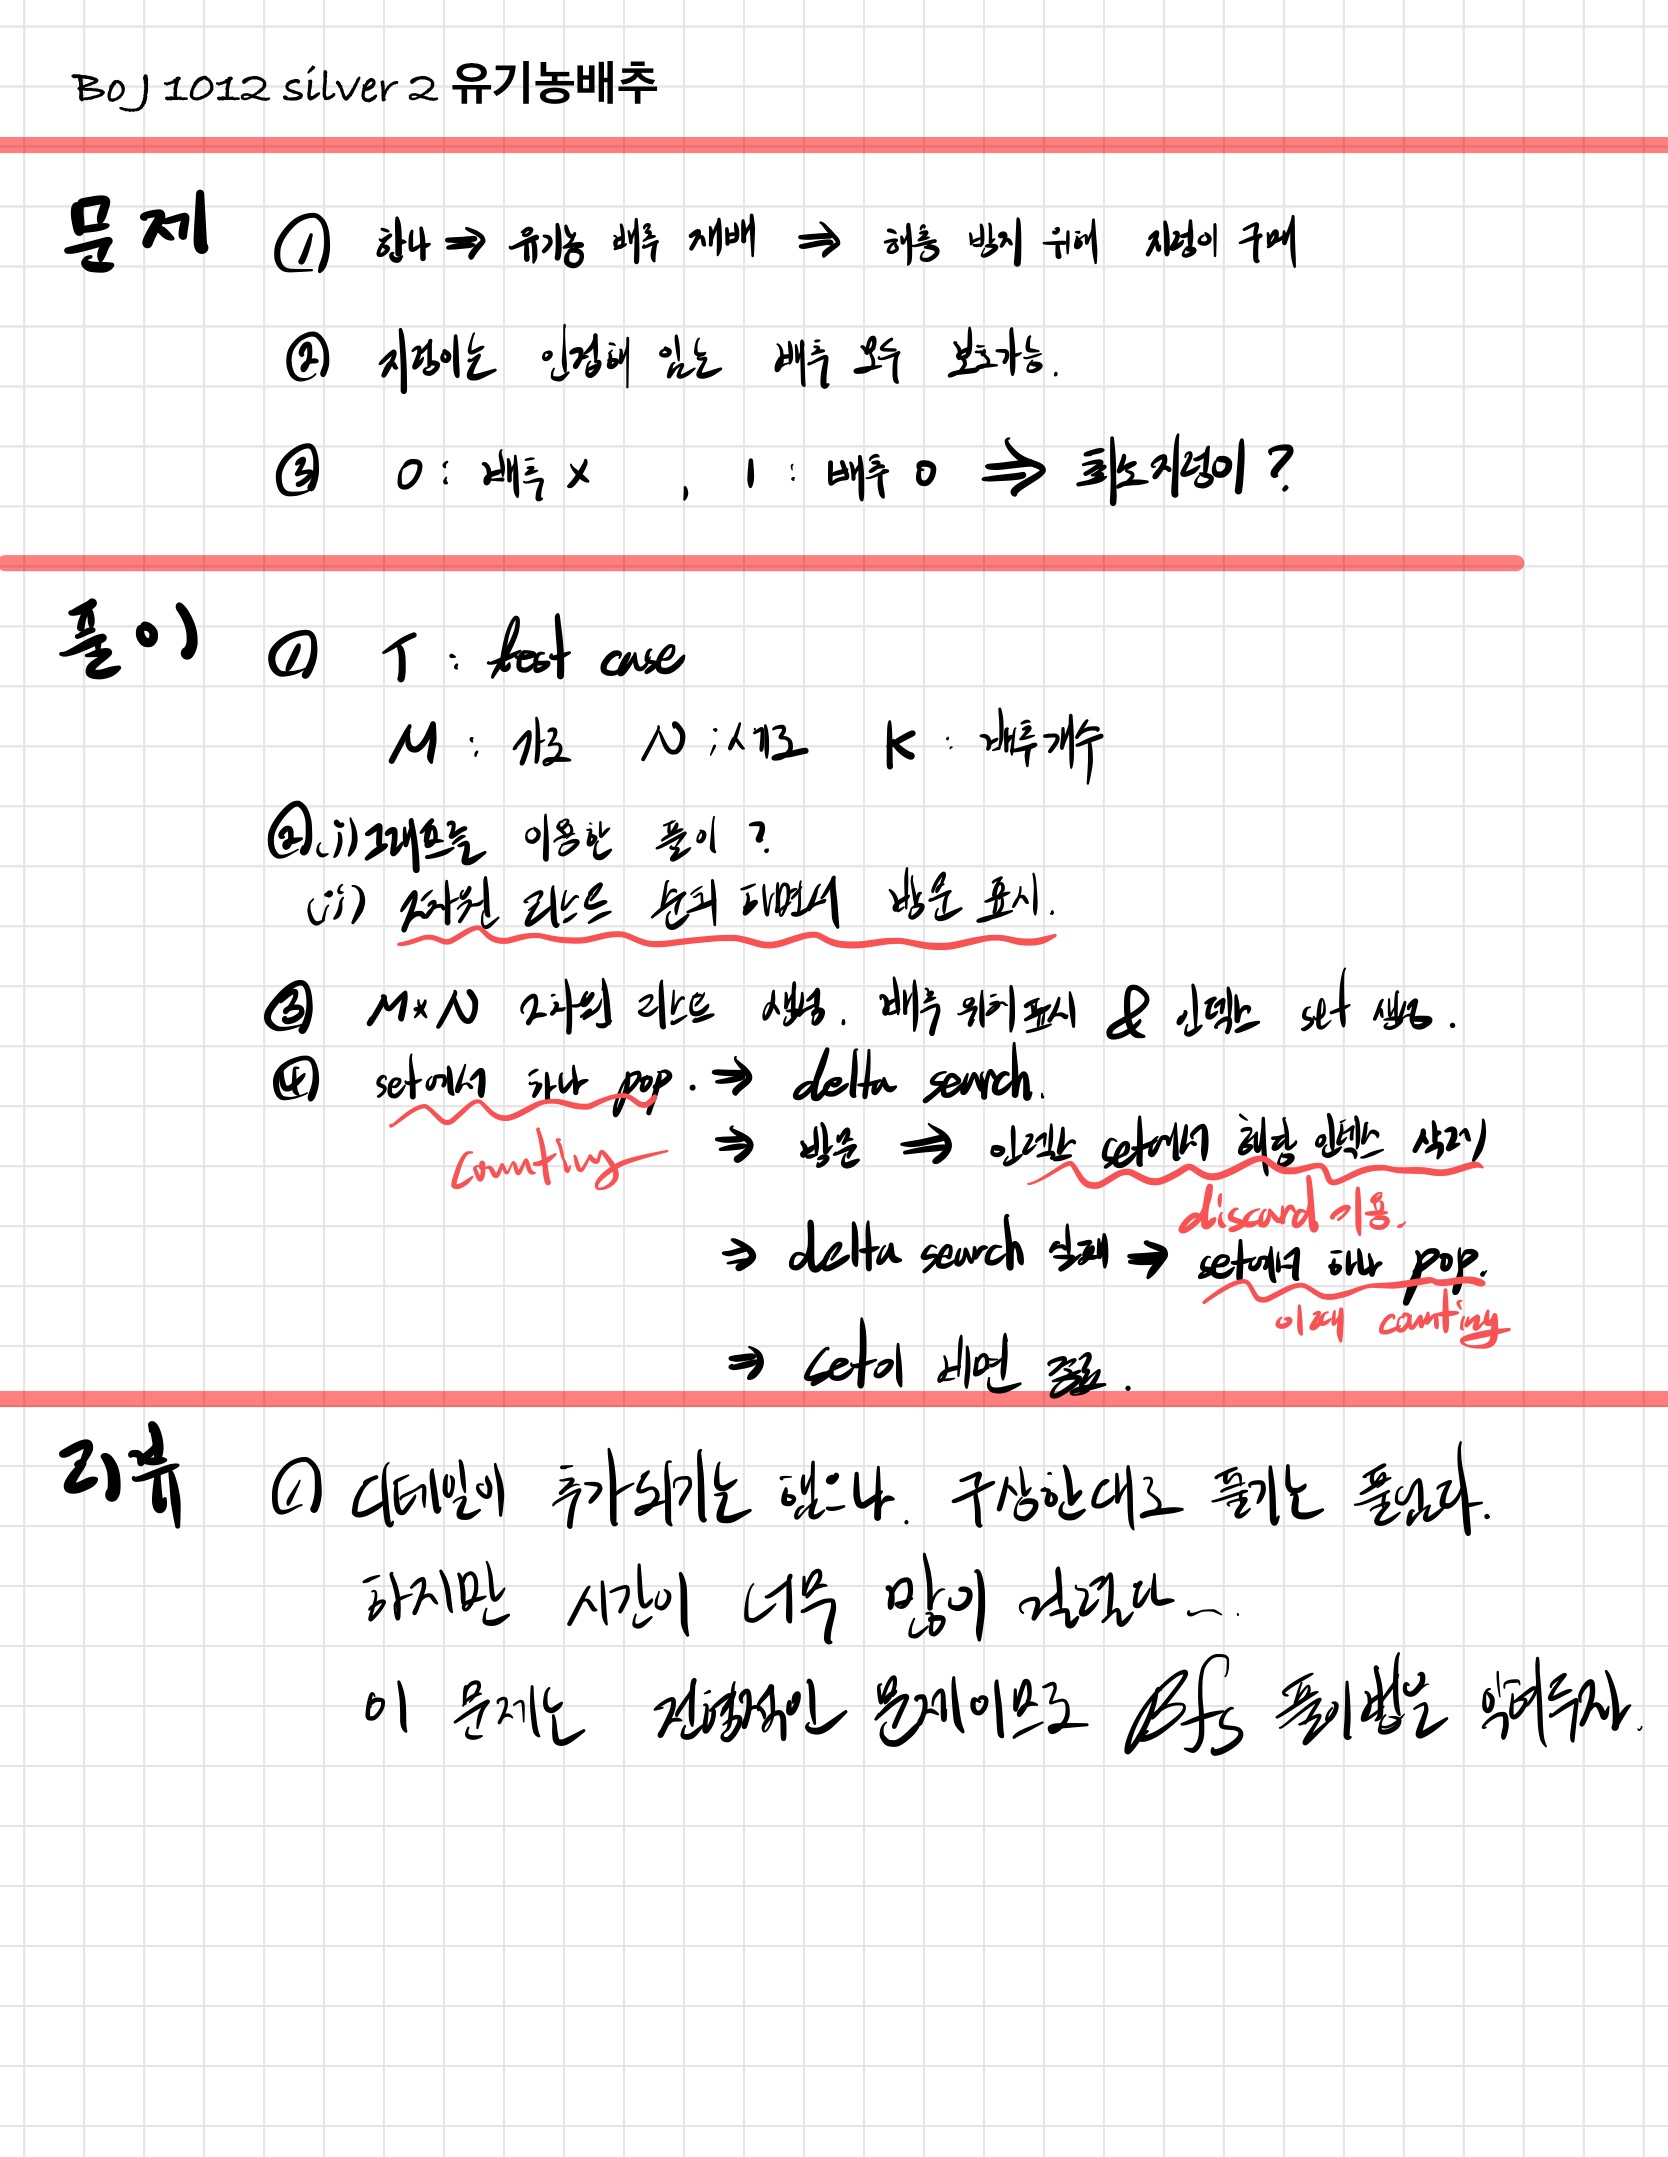 BoJ 1012 silver 2 유기농배추
문제 ① 한나 ⇒ 유기농 배추 재배 ⇒ 해충 방지 위해 지렁이 구매
② 지렁이는 인접해 있는 배추 모두 보호가능.
③ 0 : 배추 x , 1 : 배추 0 ⇒ 최소지렁이?
풀이 ① T : test case
M : 가로 N : 세로 K : 배추개수
② i) 그래프를 이용한 풀이?
ii) 2차원 리스트 순회 하면서 방문 표시.
③ M×N 2차원 리스트 생성. 배추 위치 표시 & 인덱스 set 생성.
④ set에서 하나 pop. ⇒ delta search.
counting
⇒ 방문 ⇒ 인덱스 set에서 해당 인덱스 삭제
discard 이용.
⇒ delta search 실패 → set에서 하나 pop.
이때 counting
⇒ set이 비면 종료.
리뷰 ① 디테일이 추가되기는 했으나. 구상한대로 풀기는 풀었다.
하지만 시간이 너무 많이 걸렸다...
이 문제는 전형적인 문제이므로 Bfs 풀이법을 익혀두자.